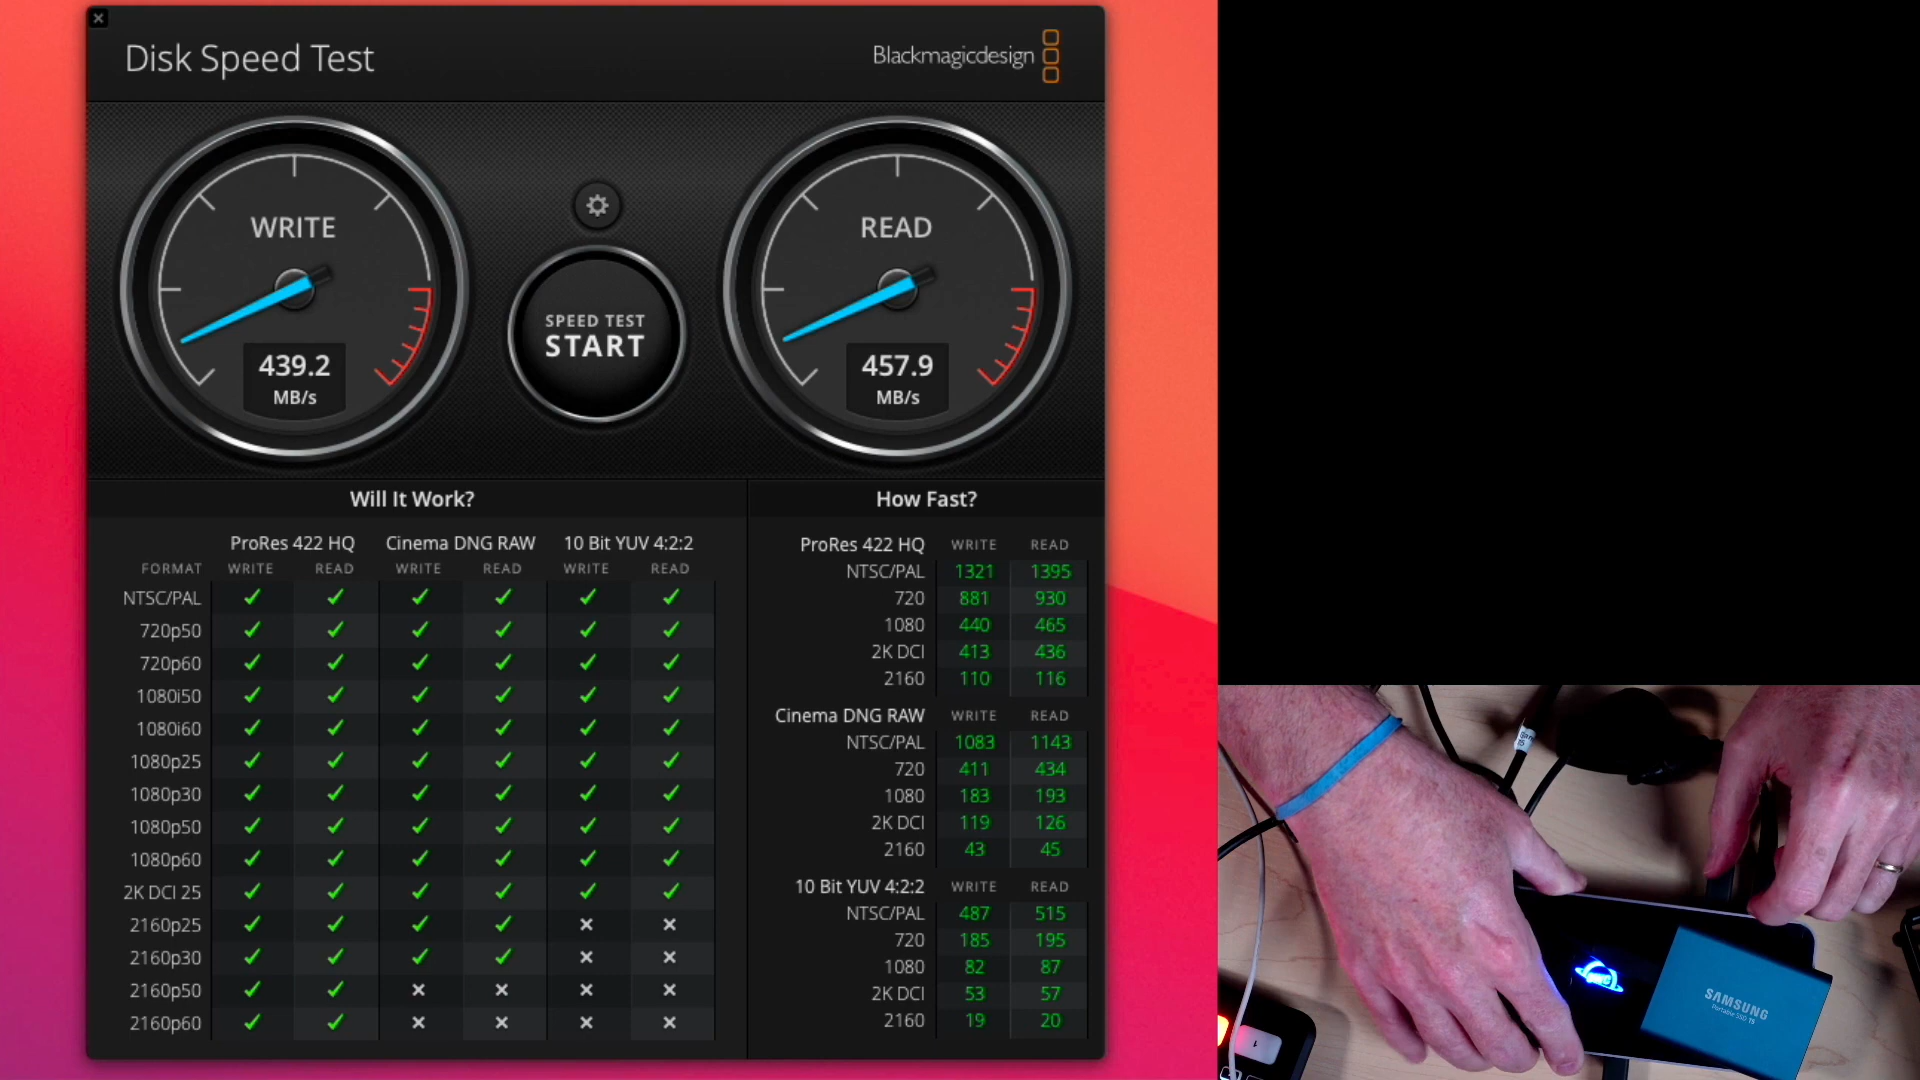 Disk Speed Test
Blackmagicdesign
WRITE
439.2
MB/s
SPEED TEST
START
READ
457.9
MB/s
Will It Work?
ProRes 422 HQ Cinema DNG RAW 10 Bit YUV 4:2:2
FORMAT WRITE READ WRITE READ WRITE READ
NTSC/PAL
720p50
720p60
1080i50
1080i60
1080p25
1080p30
1080p50
1080p60
2K DCI 25
2160p25
2160p30
2160p50
2160p60
How Fast?
ProRes 422 HQ WRITE READ
NTSC/PAL 1321 1395
720 881 930
1080 440 465
2K DCI 413 436
2160 110 116
Cinema DNG RAW WRITE READ
NTSC/PAL 1083 1143
720 411 434
1080 183 193
2K DCI 119 126
2160 43 45
10 Bit YUV 4:2:2 WRITE READ
NTSC/PAL 487 515
720 185 195
1080 82 87
2K DCI 53 57
2160 19 20
SAMSUNG
Portable SSD T5
1